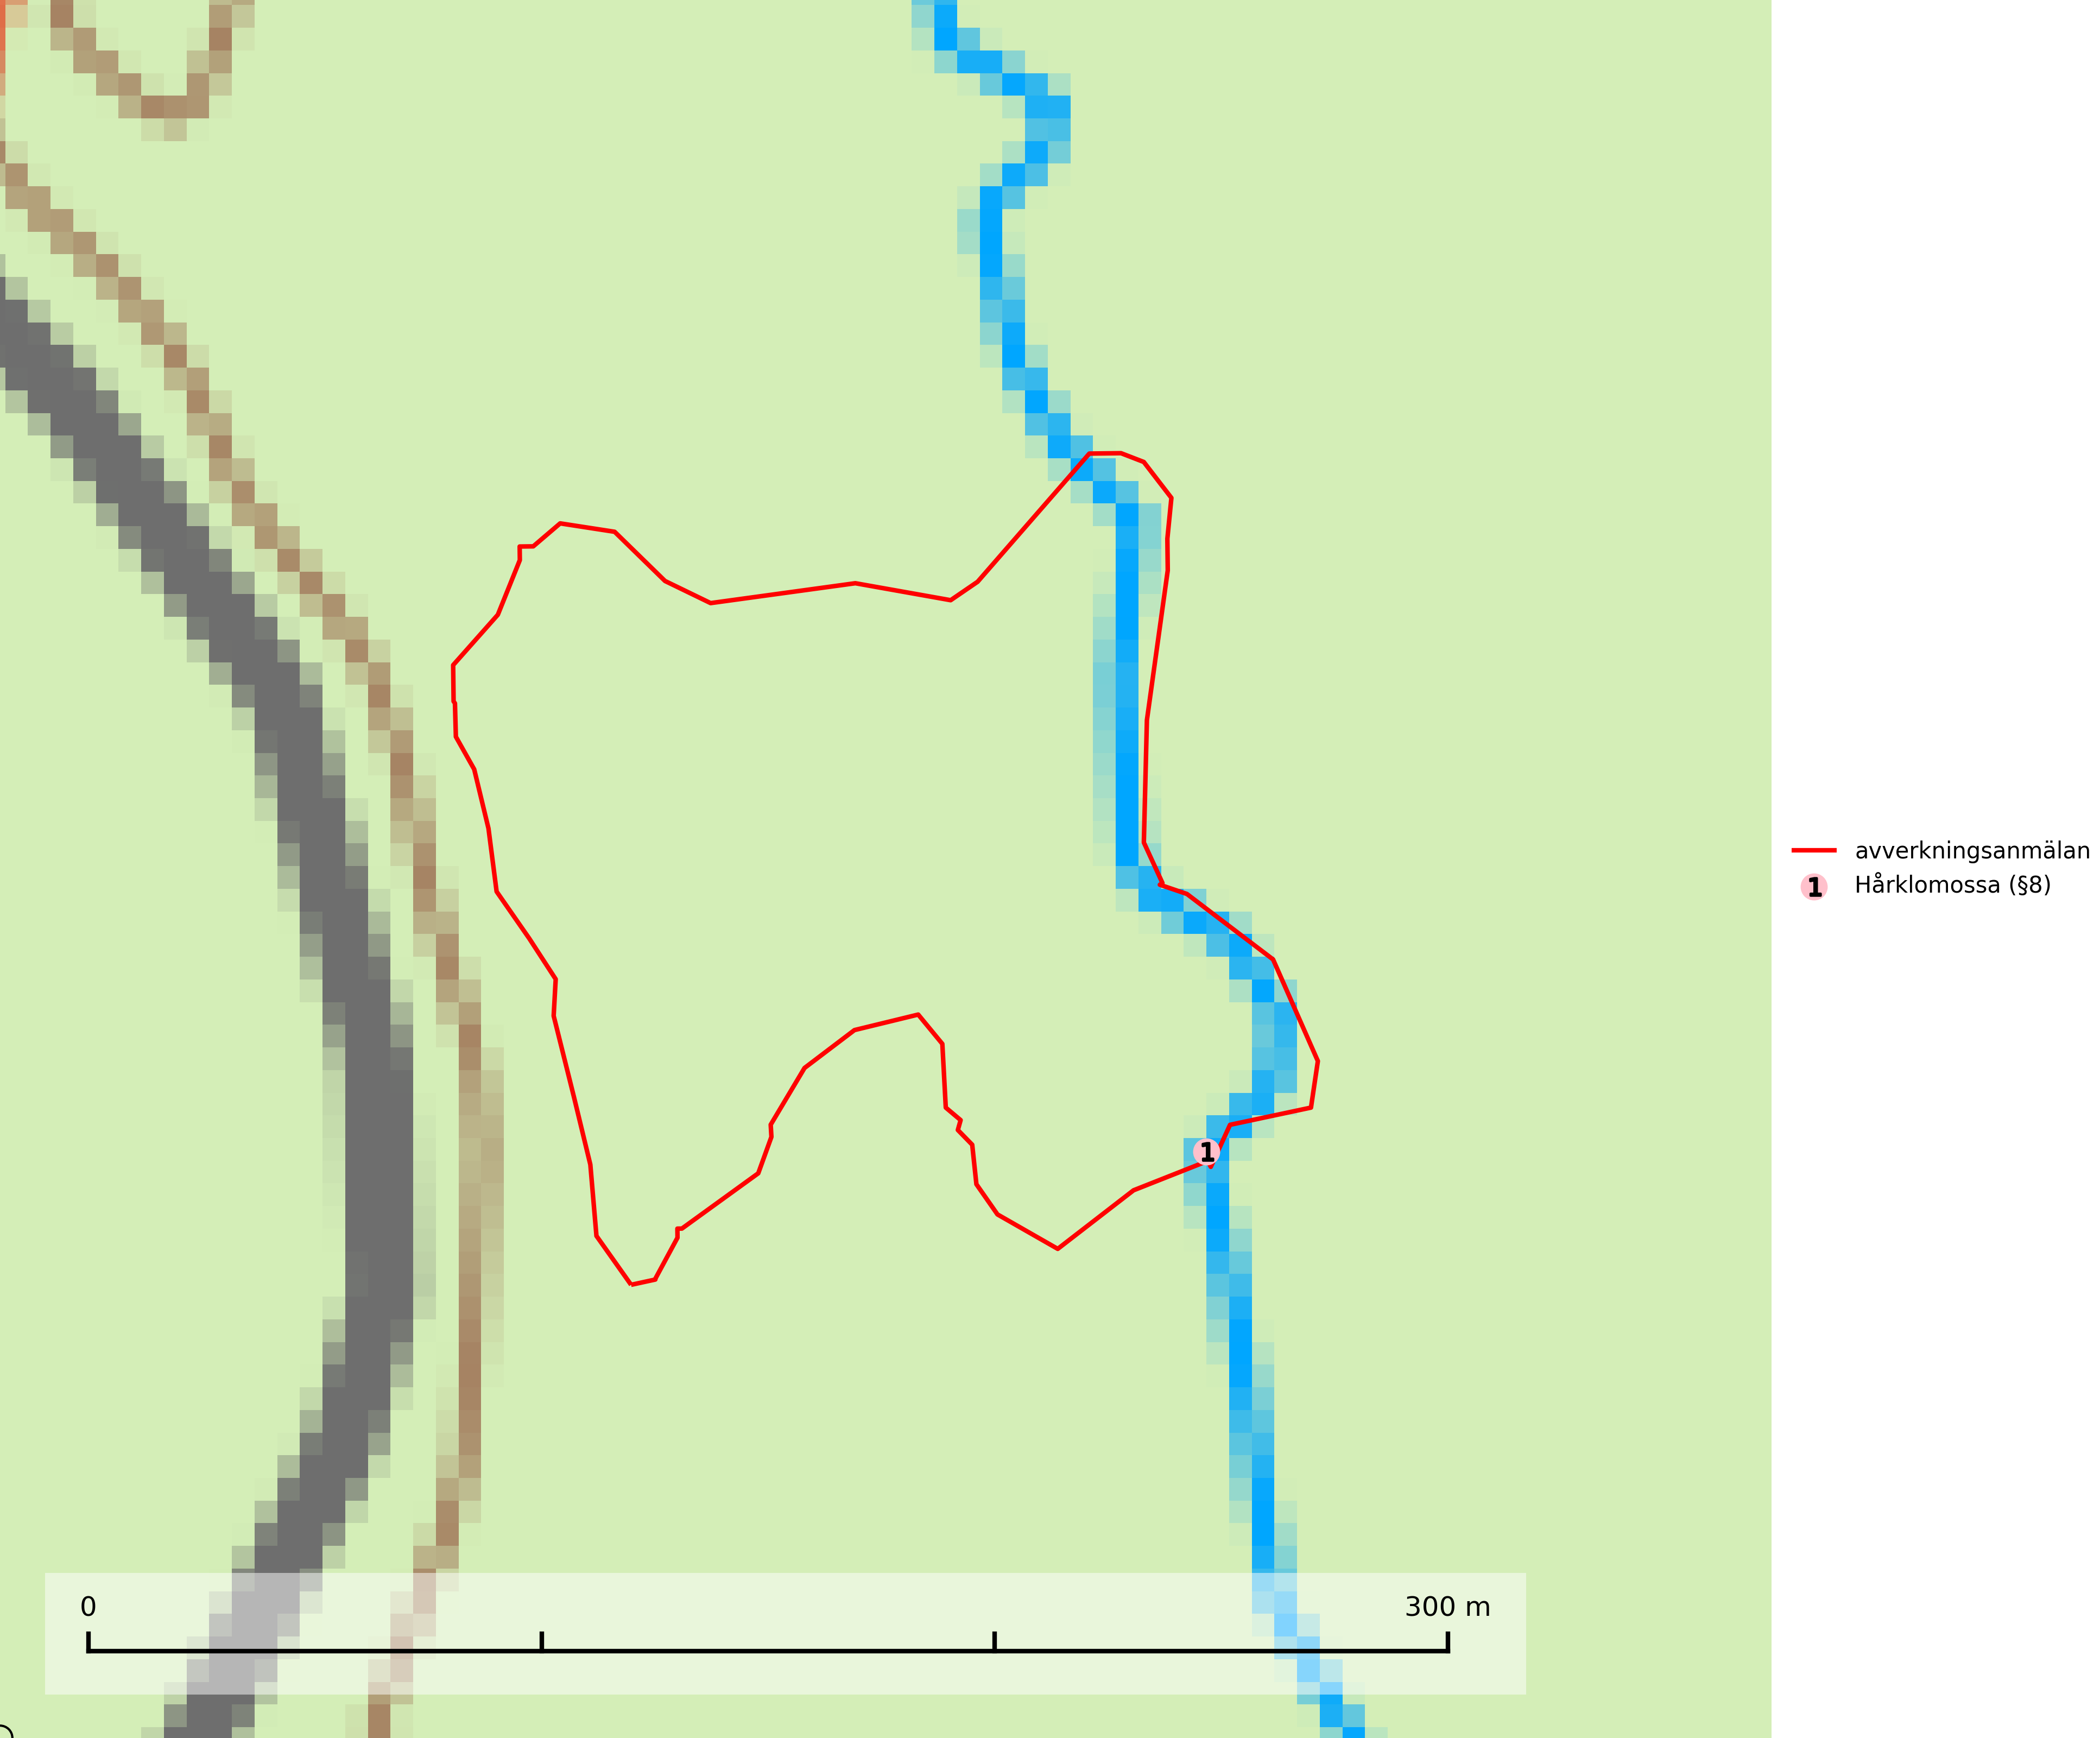 avverkningsanmälan
1 Hårklomossa (§8)
1
0 300 m